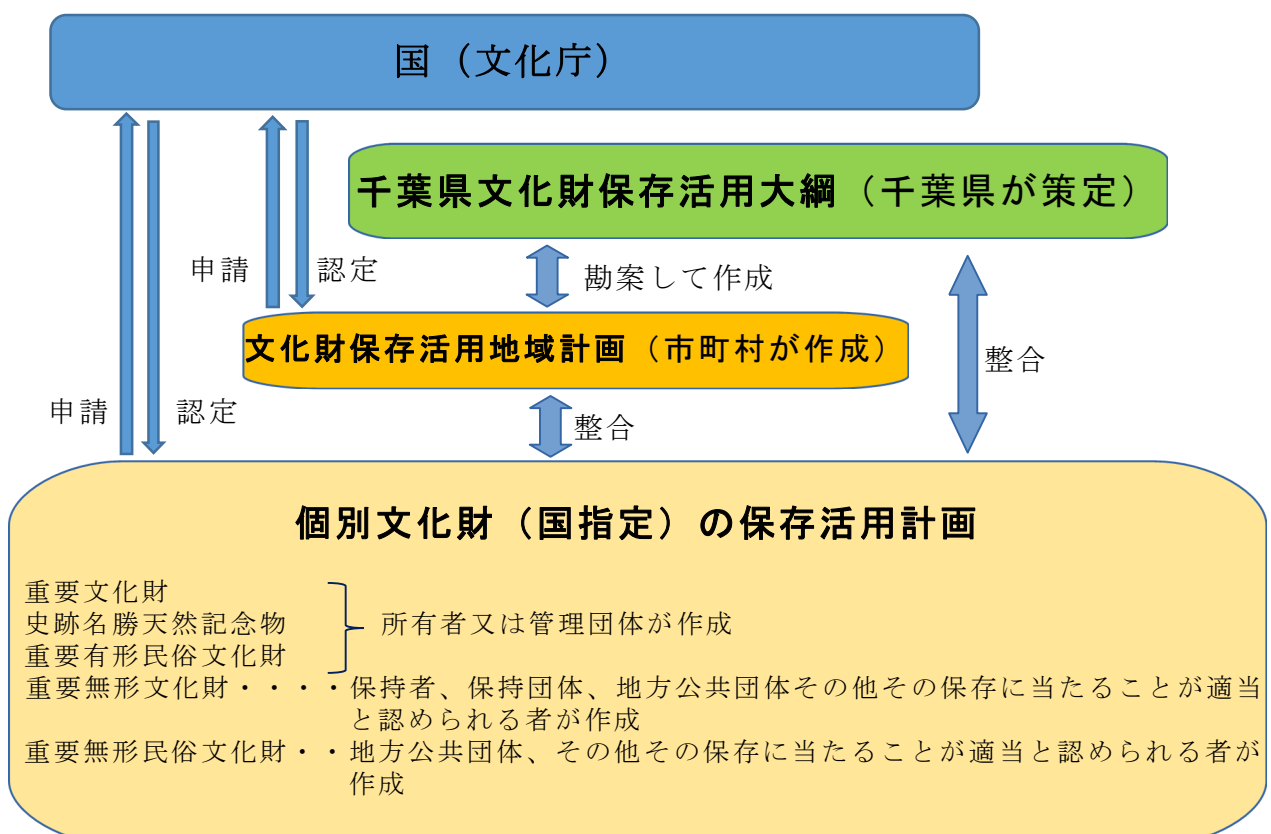 国（文化庁）
千葉県文化財保存活用大綱（千葉県が策定）
申請
認定
勘案して作成
文化財保存活用地域計画（市町村が作成）
整合
申請
認定
整合
個別文化財（国指定）の保存活用計画
重要文化財
史跡名勝天然記念物
所有者又は管理団体が作成
重要有形民俗文化財
重要無形文化財・・・・保持者、保持団体、地方公共団体その他その保存に当たることが適当
と認められる者が作成
重要無形民俗文化財・・地方公共団体、その他その保存に当たることが適当と認められる者が
作成